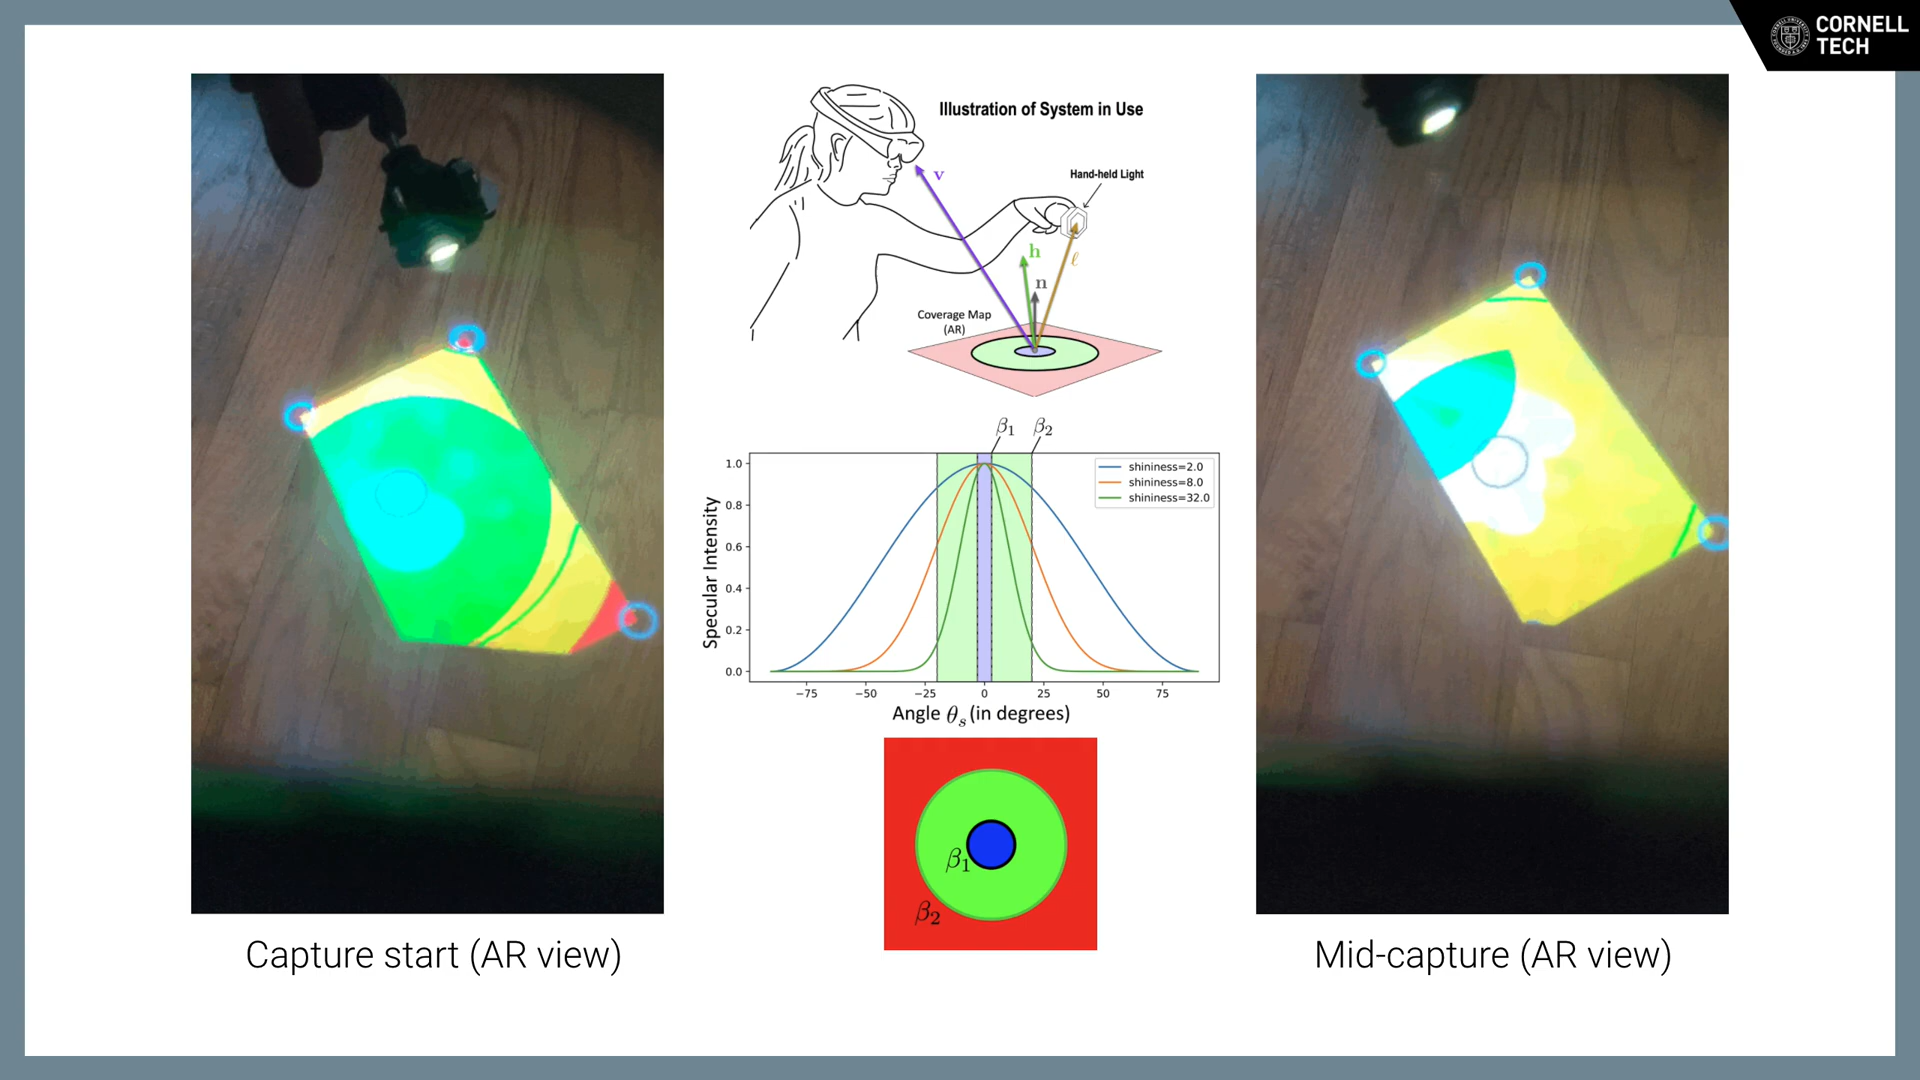 CORNELL
TECH
Illustration of System in Use
v
Hand-held Light
h
ℓ
n
Coverage Map
(AR)
β₁ β₂
Specular Intensity
1.0
0.8
0.6
0.4
0.2
0.0
shininess=2.0
shininess=8.0
shininess=32.0
−75 −50 −25 0 25 50 75
Angle θₛ (in degrees)
β₁
β₂
Capture start (AR view)
Mid-capture (AR view)